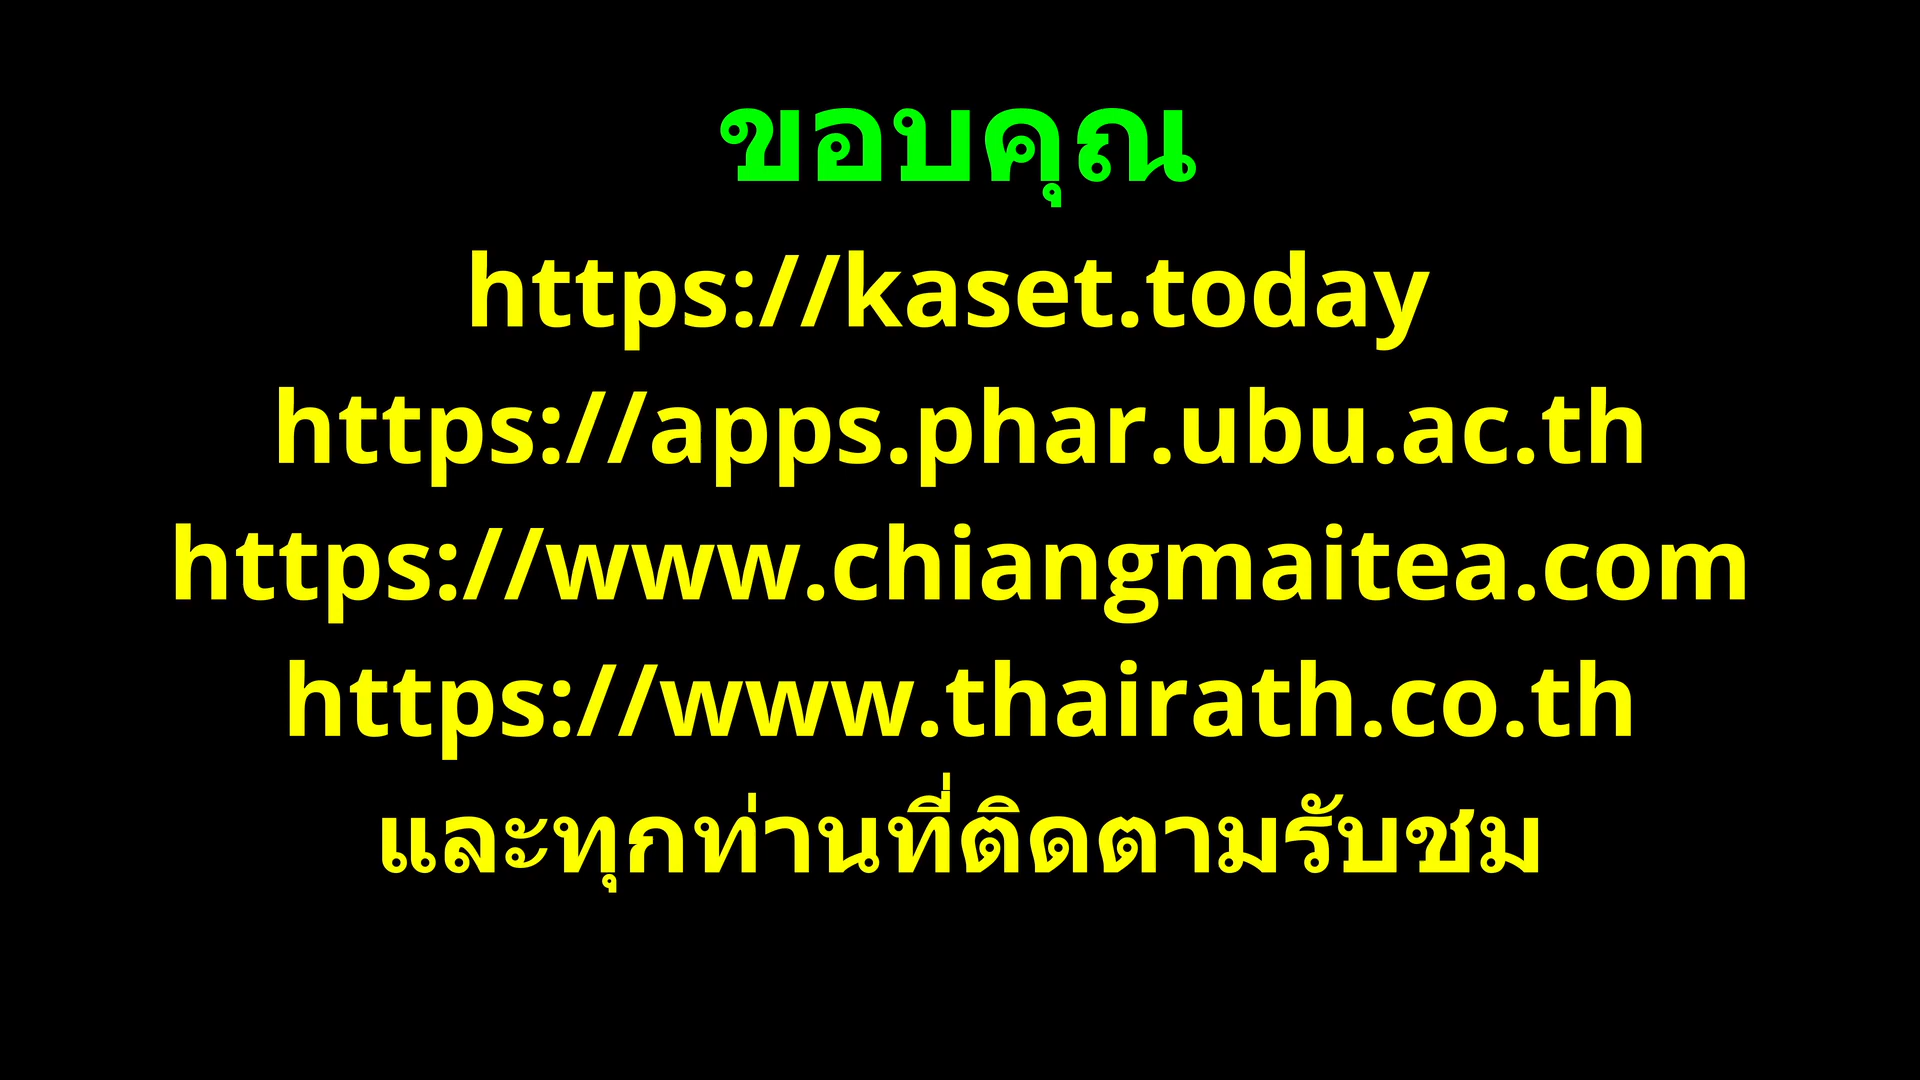 ขอบคุณ
https://kaset.today
https://apps.phar.ubu.ac.th
https://www.chiangmaitea.com
https://www.thairath.co.th
และทุกท่านที่ติดตามรับชม